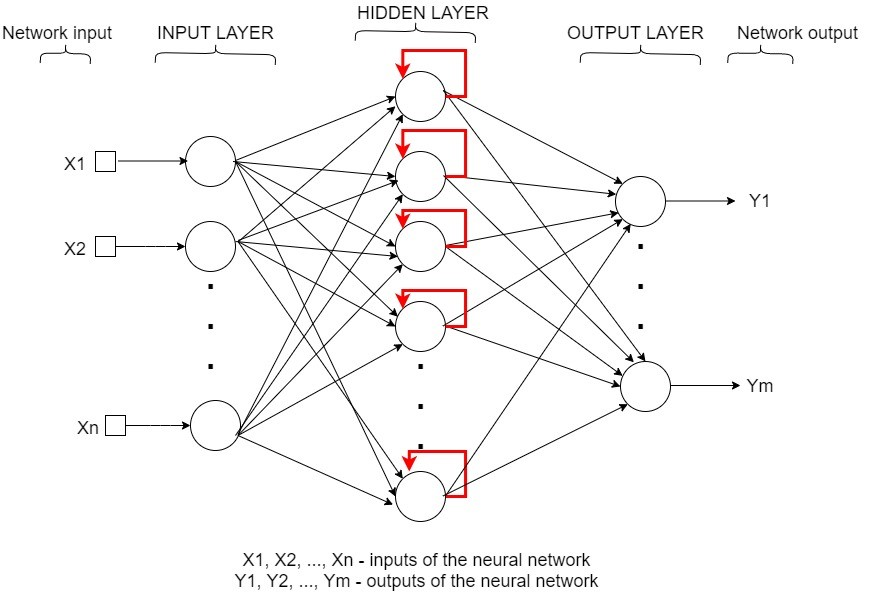 HIDDEN LAYER
Network input
INPUT LAYER
OUTPUT LAYER
Network output
X1
X2
Xn
Y1
Ym
X1, X2, ..., Xn - inputs of the neural network
Y1, Y2, ..., Ym - outputs of the neural network